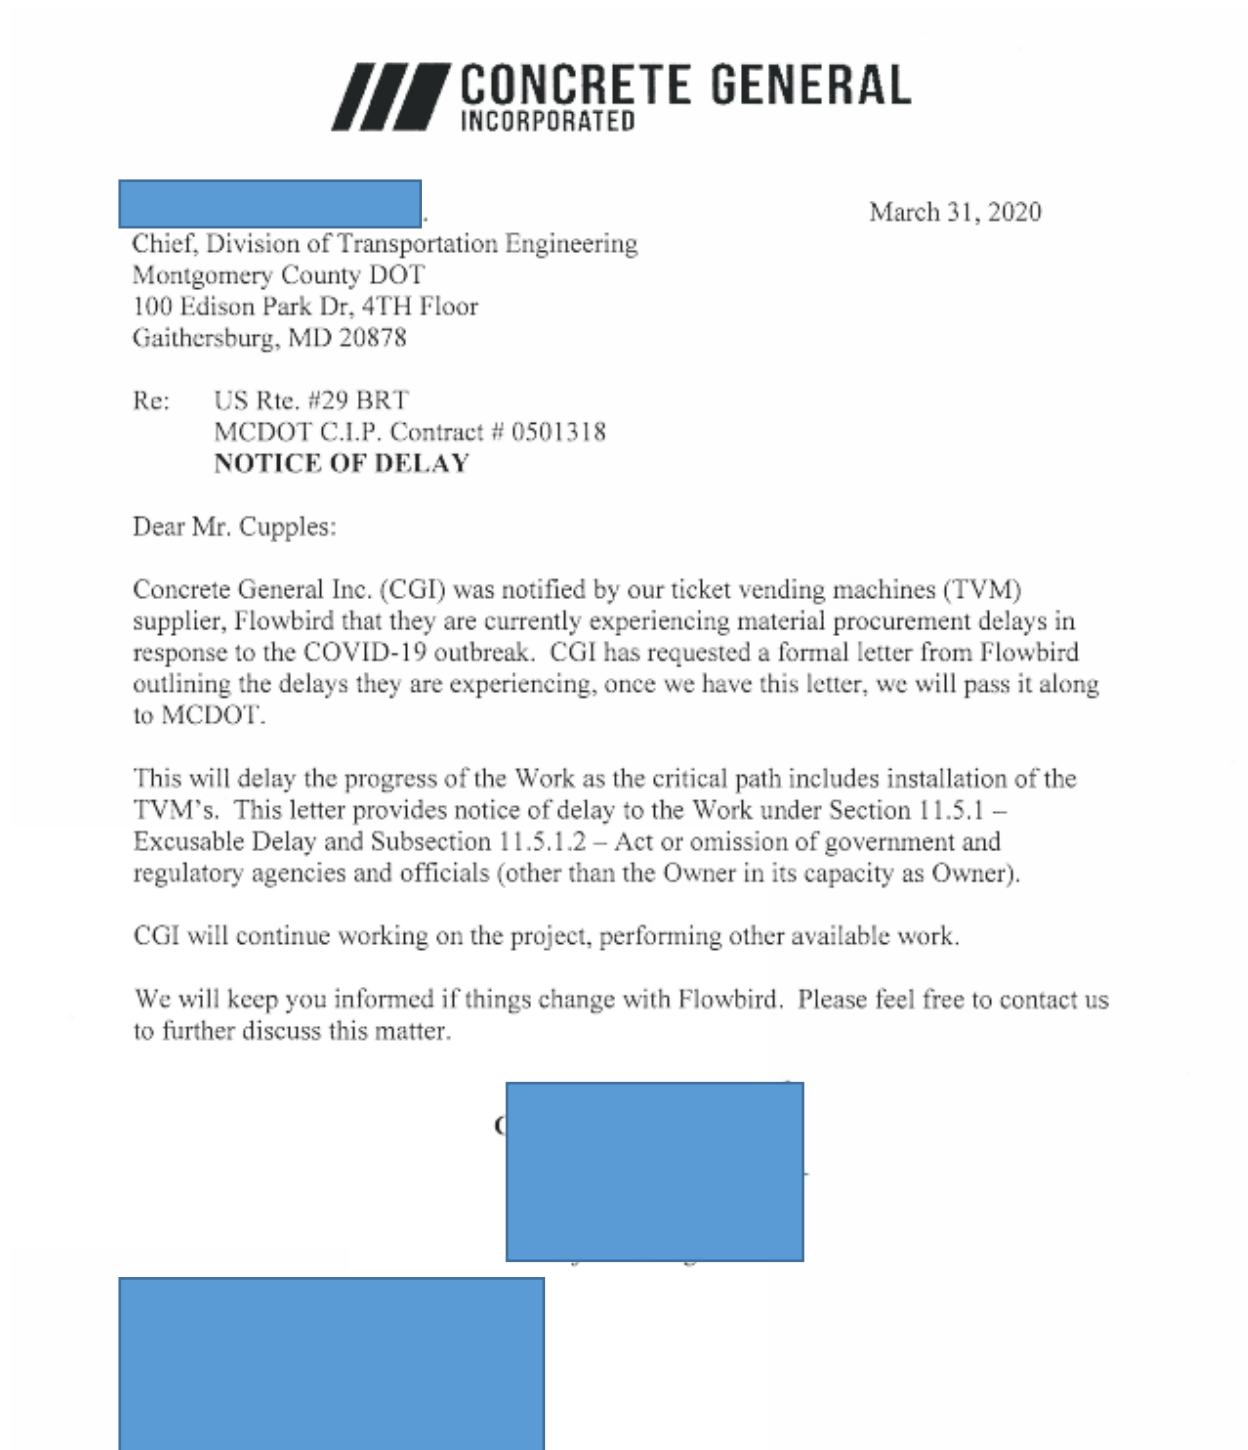 CONCRETE GENERAL
INCORPORATED
March 31, 2020
Chief, Division of Transportation Engineering
Montgomery County DOT
100 Edison Park Dr, 4TH Floor
Gaithersburg, MD 20878
Re: US Rte. #29 BRT
MCDOT C.I.P. Contract # 0501318
NOTICE OF DELAY
Dear Mr. Cupples:
Concrete General Inc. (CGI) was notified by our ticket vending machines (TVM)
supplier, Flowbird that they are currently experiencing material procurement delays in
response to the COVID-19 outbreak. CGI has requested a formal letter from Flowbird
outlining the delays they are experiencing, once we have this letter, we will pass it along
to MCDOT.
This will delay the progress of the Work as the critical path includes installation of the
TVM's. This letter provides notice of delay to the Work under Section 11.5.1 –
Excusable Delay and Subsection 11.5.1.2 – Act or omission of government and
regulatory agencies and officials (other than the Owner in its capacity as Owner).
CGI will continue working on the project, performing other available work.
We will keep you informed if things change with Flowbird. Please feel free to contact us
to further discuss this matter.